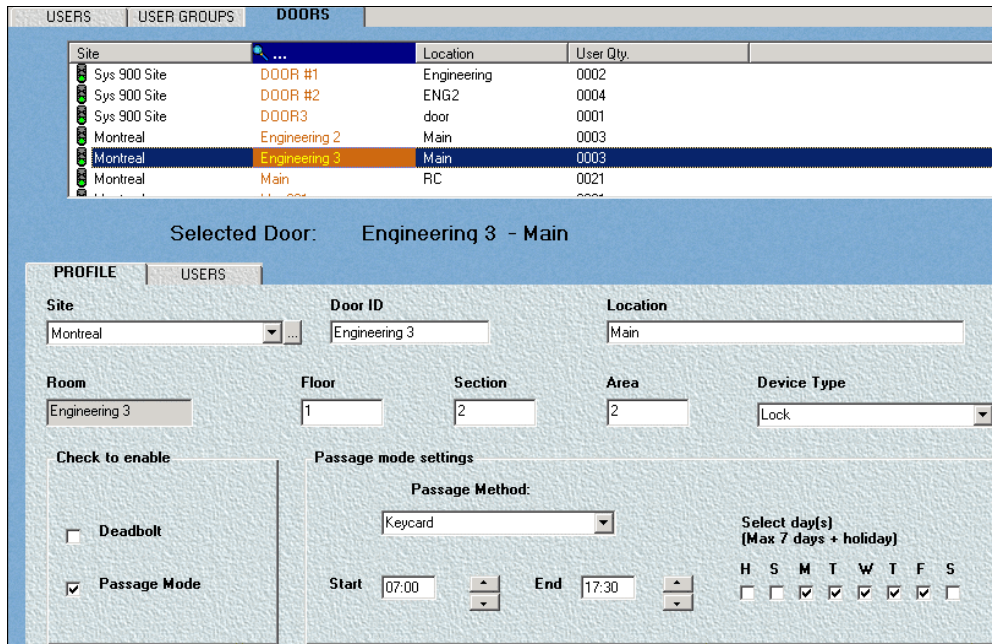 USERS USER GROUPS DOORS
Site ... Location User Qty.
Sys 900 Site DOOR #1 Engineering 0002
Sys 900 Site DOOR #2 ENG2 0004
Sys 900 Site DOOR3 door 0001
Montreal Engineering 2 Main 0003
Montreal Engineering 3 Main 0003
Montreal Main RC 0021
Selected Door: Engineering 3 - Main
PROFILE USERS
Site Door ID Location
Montreal ... Engineering 3 Main
Room Floor Section Area Device Type
Engineering 3 1 2 2 Lock
Check to enable Passage mode settings
Passage Method:
Keycard
Deadbolt
Select day(s)
(Max 7 days + holiday)
H S M T W T F S
Passage Mode Start 07:00 End 17:30